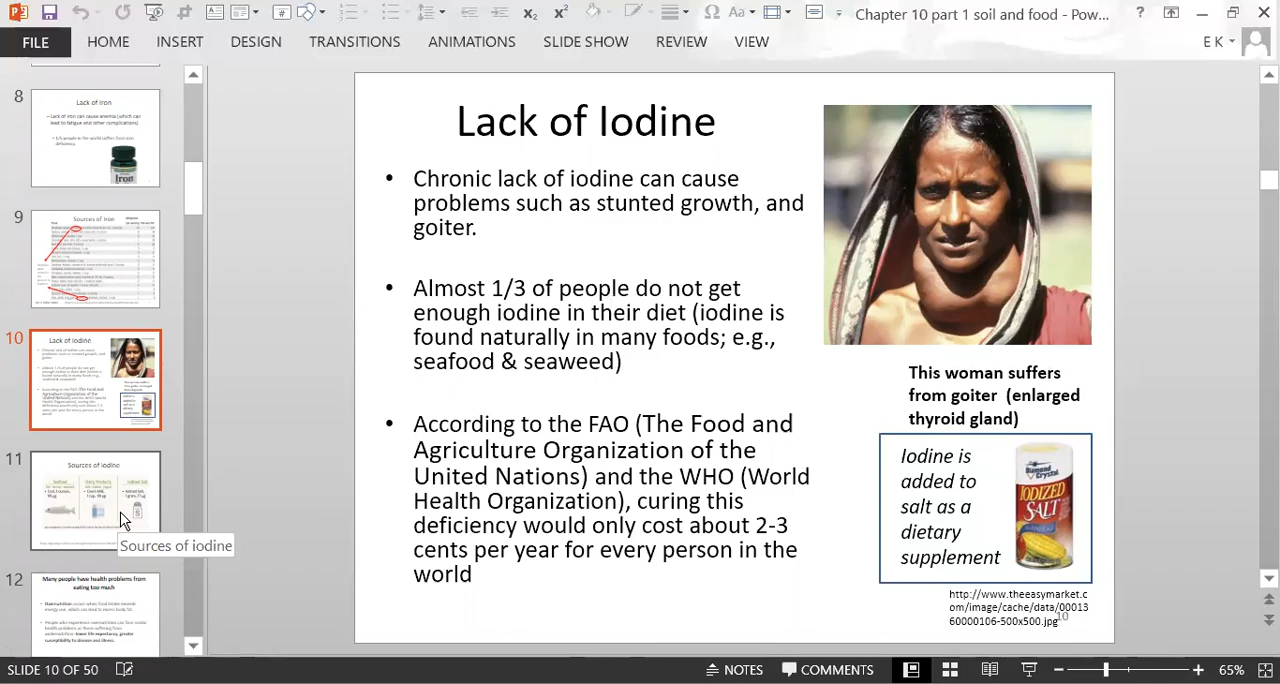 Chapter 10 part 1 soil and food - Pow...
?
FILE
HOME
INSERT
DESIGN
TRANSITIONS
ANIMATIONS
SLIDE SHOW
REVIEW
VIEW
E K
8
Lack of Iron
9
Sources of Iron
10
Lack of Iodine
11
Sources of iodine
Sources of iodine
12
Many people have health problems from
eating too much
Lack of Iodine
• Chronic lack of iodine can cause
problems such as stunted growth, and
goiter.
• Almost 1/3 of people do not get
enough iodine in their diet (iodine is
found naturally in many foods; e.g.,
seafood & seaweed)
• According to the FAO (The Food and
Agriculture Organization of the
United Nations) and the WHO (World
Health Organization), curing this
deficiency would only cost about 2-3
cents per year for every person in the
world
This woman suffers
from goiter (enlarged
thyroid gland)
Iodine is
added to
salt as a
dietary
supplement
Diamond
Crystal
IODIZED
SALT
http://www.theeasymarket.c
om/image/cache/data/00013
60000106-500x500.jpg
10
SLIDE 10 OF 50
NOTES
COMMENTS
65%